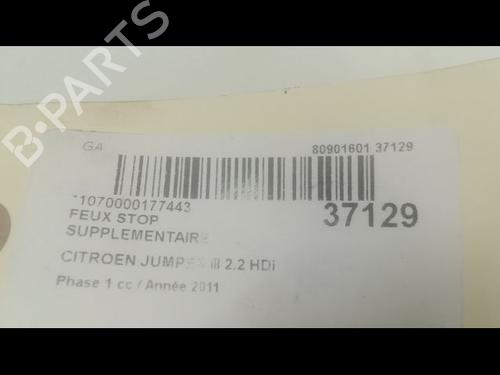 B-PARTS
GA
80901601 37129
*1070000177443
37129
FEUX STOP
SUPPLEMENTAIRE
CITROEN JUMPER III 2.2 HDi
Phase 1 cc / Année 2011